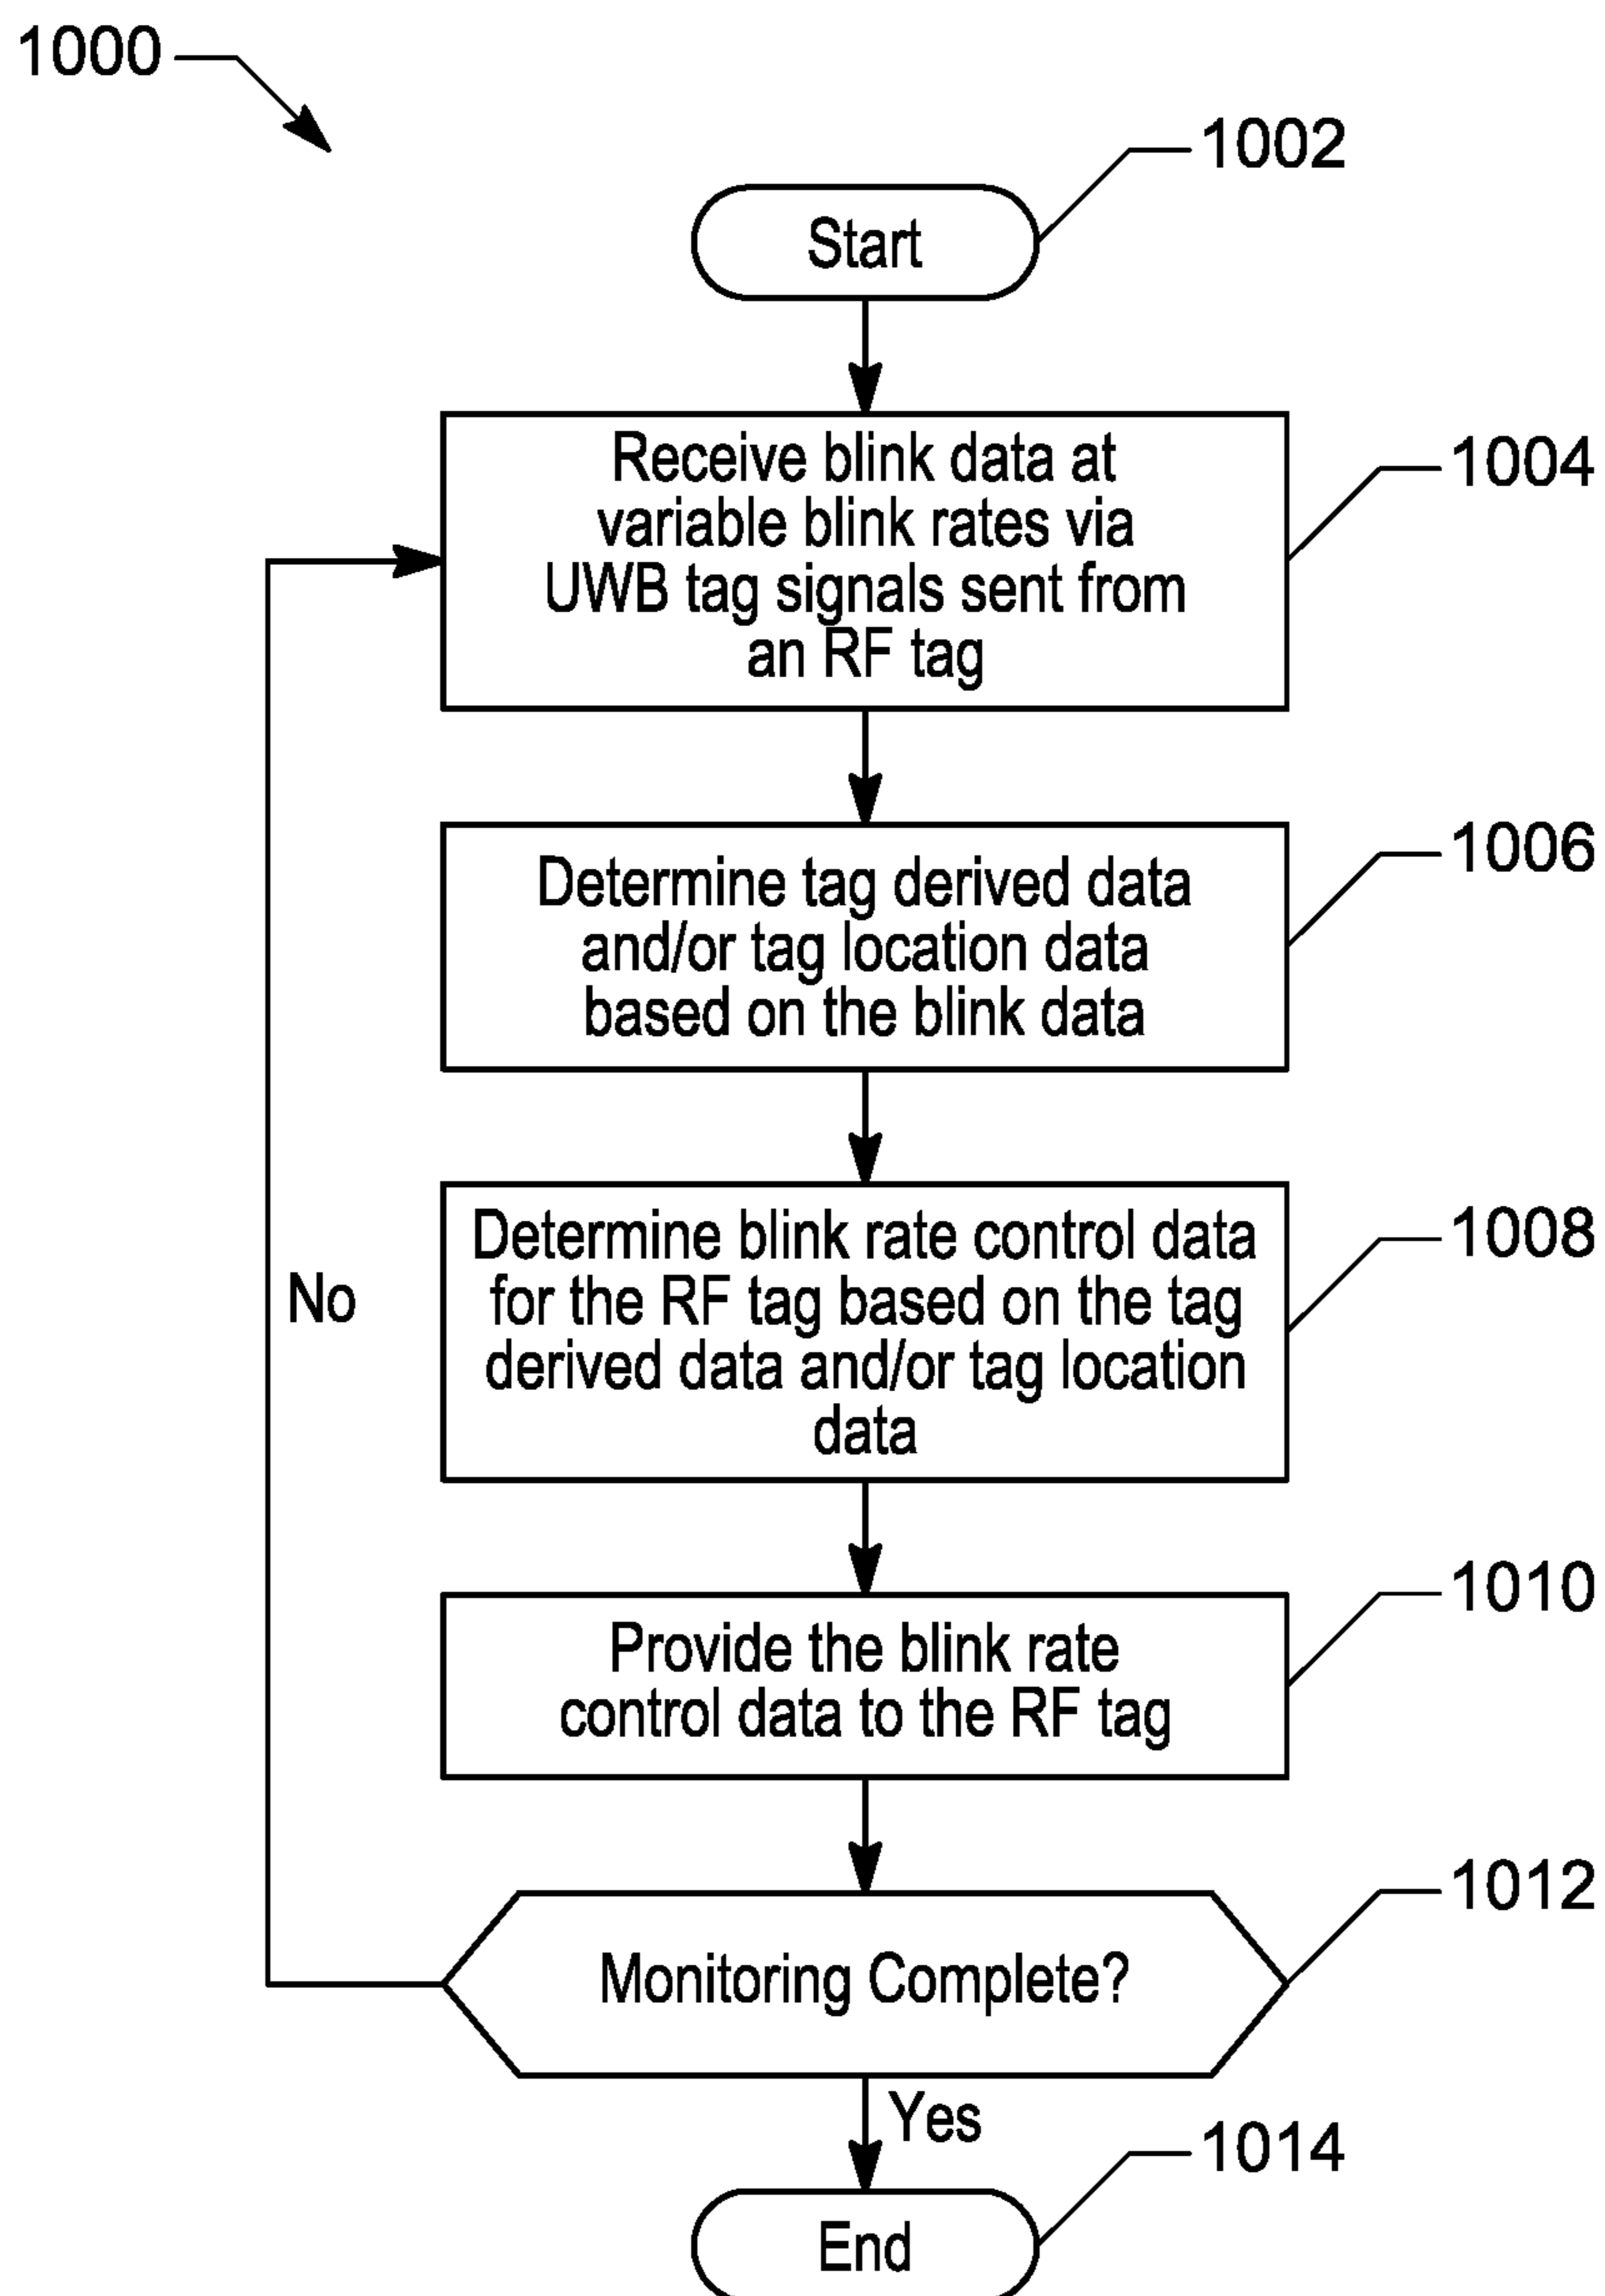 1000
1002
Start
Receive blink data at
variable blink rates via
UWB tag signals sent from
an RF tag
1004
Determine tag derived data
and/or tag location data
based on the blink data
1006
Determine blink rate control data
for the RF tag based on the tag
derived data and/or tag location
data
1008
No
Provide the blink rate
control data to the RF tag
1010
Monitoring Complete?
1012
Yes
1014
End